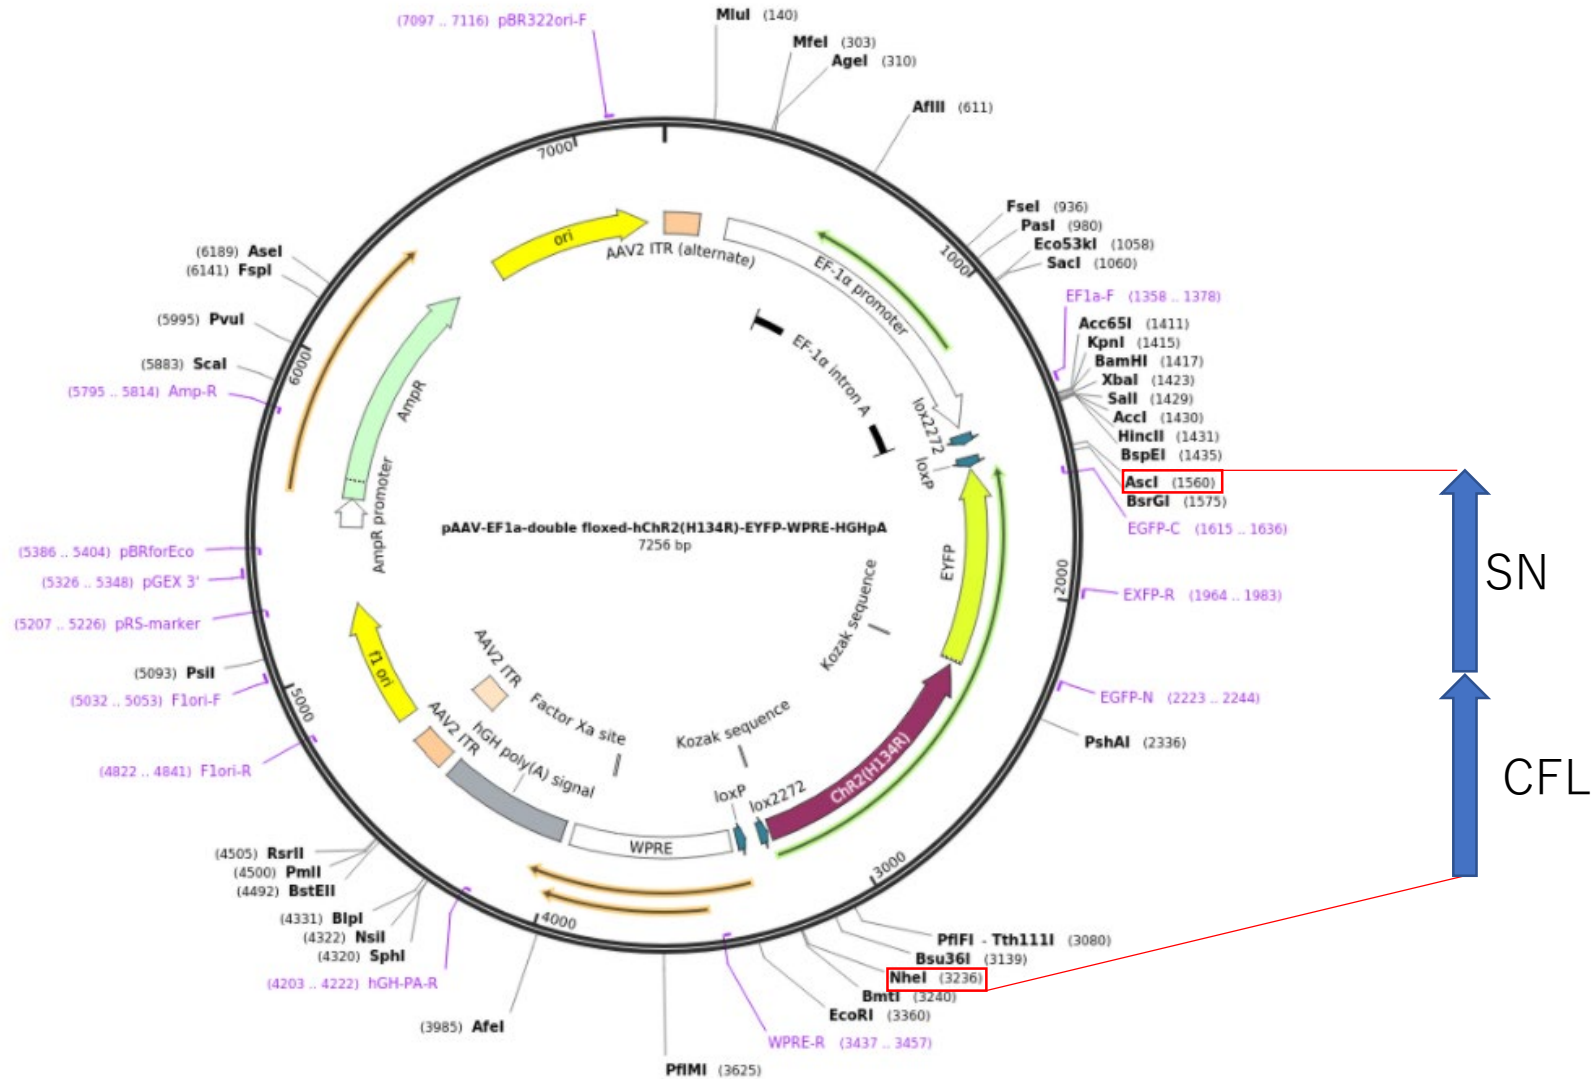 (7097 .. 7116) pBR322ori-F
MluI (140)
MfeI (303)
AgeI (310)
AflII (611)
FseI (936)
PasI (980)
Eco53kI (1058)
SacI (1060)
EF1a-F (1358 .. 1378)
Acc65I (1411)
KpnI (1415)
BamHI (1417)
XbaI (1423)
SalI (1429)
AccI (1430)
HincII (1431)
BspEI (1435)
AscI (1560)
BsrGI (1575)
EGFP-C (1615 .. 1636)
EXFP-R (1964 .. 1983)
EGFP-N (2223 .. 2244)
PshAI (2336)
PflFI - Tth111I (3080)
Bsu36I (3139)
NheI (3236)
BmtI (3240)
EcoRI (3360)
WPRE-R (3437 .. 3457)
PflMI (3625)
(3985) AfeI
(4203 .. 4222) hGH-PA-R
(4320) SphI
(4322) NsiI
(4331) BlpI
(4492) BstEII
(4500) PmlI
(4505) RsrII
(4822 .. 4841) F1ori-R
(5032 .. 5053) F1ori-F
(5093) PsiI
(5207 .. 5226) pRS-marker
(5326 .. 5348) pGEX 3'
(5386 .. 5404) pBRforEco
(5795 .. 5814) Amp-R
(5883) ScaI
(5995) PvuI
(6141) FspI
(6189) AseI
1000
2000
3000
4000
5000
6000
7000
ori
AAV2 ITR (alternate)
EF-1α promoter
EF-1α intron A
lox2272
loxP
EYFP
Kozak sequence
ChR2(H134R)
Kozak sequence
lox2272
loxP
WPRE
Factor Xa site
hGH poly(A) signal
AAV2 ITR
AAV2 ITR
f1 ori
AmpR promoter
AmpR
pAAV-EF1a-double floxed-hChR2(H134R)-EYFP-WPRE-HGHpA
7256 bp
SN
CFL